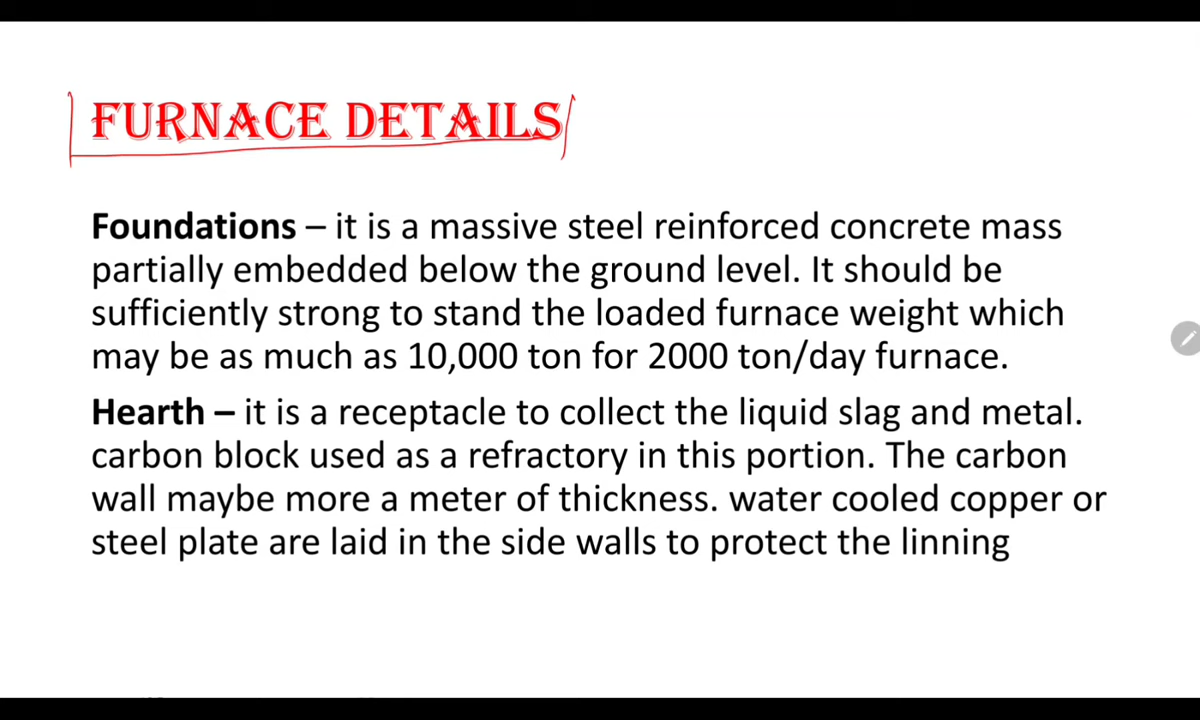 FURNACE DETAILS
Foundations – it is a massive steel reinforced concrete mass
partially embedded below the ground level. It should be
sufficiently strong to stand the loaded furnace weight which
may be as much as 10,000 ton for 2000 ton/day furnace.
Hearth – it is a receptacle to collect the liquid slag and metal.
carbon block used as a refractory in this portion. The carbon
wall maybe more a meter of thickness. water cooled copper or
steel plate are laid in the side walls to protect the linning